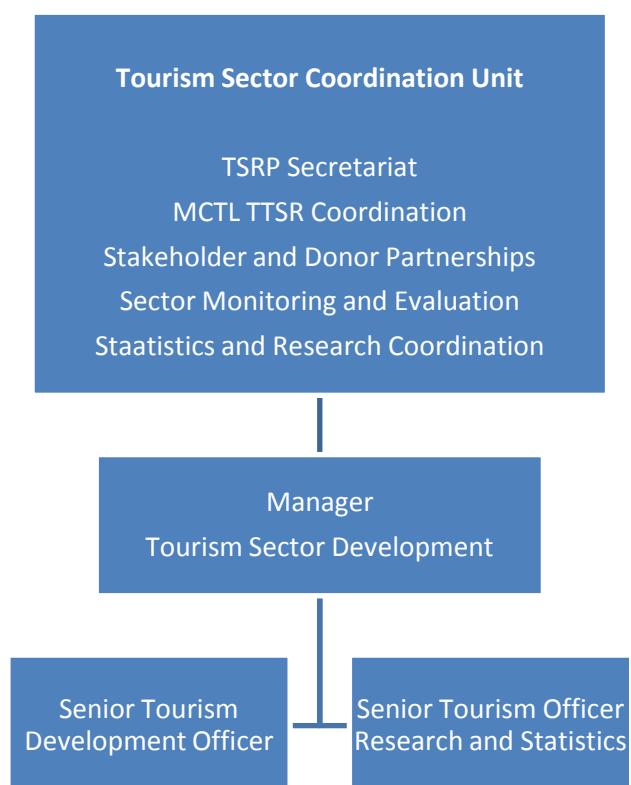 Tourism Sector Coordination Unit
TSRP Secretariat
MCTL TTSR Coordination
Stakeholder and Donor Partnerships
Sector Monitoring and Evaluation
Staatistics and Research Coordination
Manager
Tourism Sector Development
Senior Tourism
Development Officer
Senior Tourism Officer
Research and Statistics